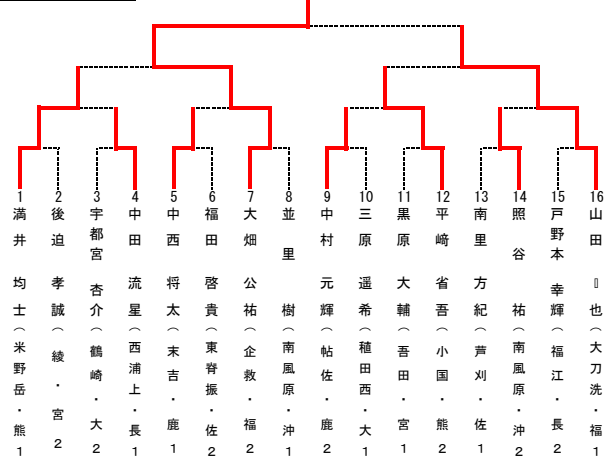 1 満井 均士（米野岳・熊1
2 後迫 孝誠（綾・宮2
3 宇都宮 杏介（鶴崎・大2
4 中田 流星（西浦上・長1
5 中西 将太（末吉・鹿1
6 福田 啓貴（東脊振・佐2
7 大畑 公祐（企救・福2
8 並里 樹（南風原・沖1
9 中村 元輝（帖佐・鹿2
10 三原 遥希（稙田西・大1
11 黒原 大輔（吾田・宮1
12 平﨑 省吾（小国・熊2
13 南里 方紀（芦刈・佐1
14 照谷 祐（南風原・沖2
15 戸野本 幸輝（福江・長2
16 山田 也（大刀洗・福1